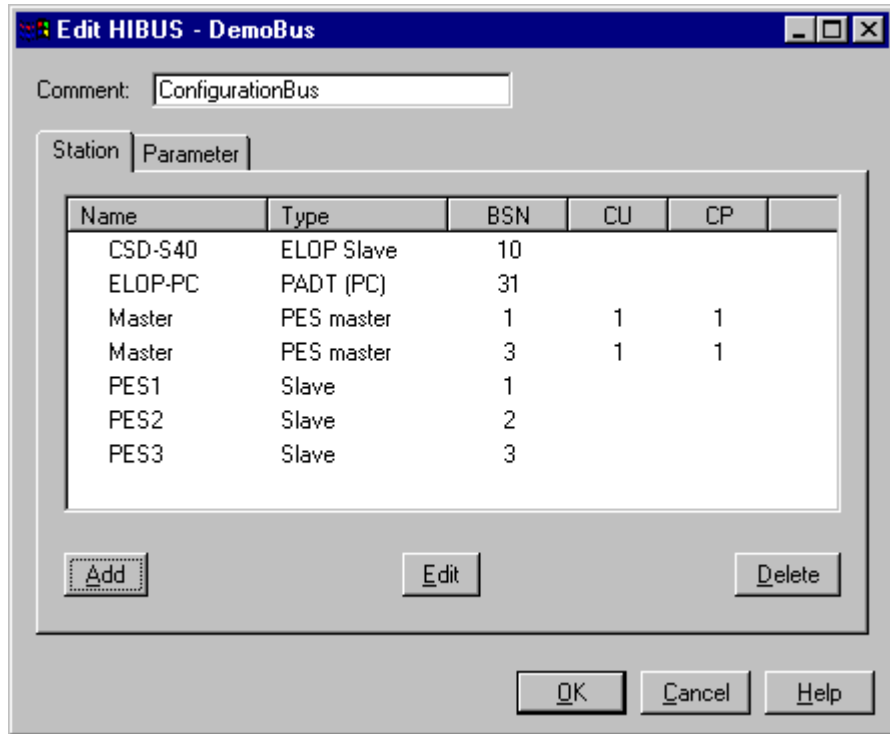 Edit HIBUS - DemoBus
Comment: ConfigurationBus
Station Parameter
Name Type BSN CU CP
CSD-S40 ELOP Slave 10
ELOP-PC PADT (PC) 31
Master PES master 1 1 1
Master PES master 3 1 1
PES1 Slave 1
PES2 Slave 2
PES3 Slave 3
Add Edit Delete
OK Cancel Help